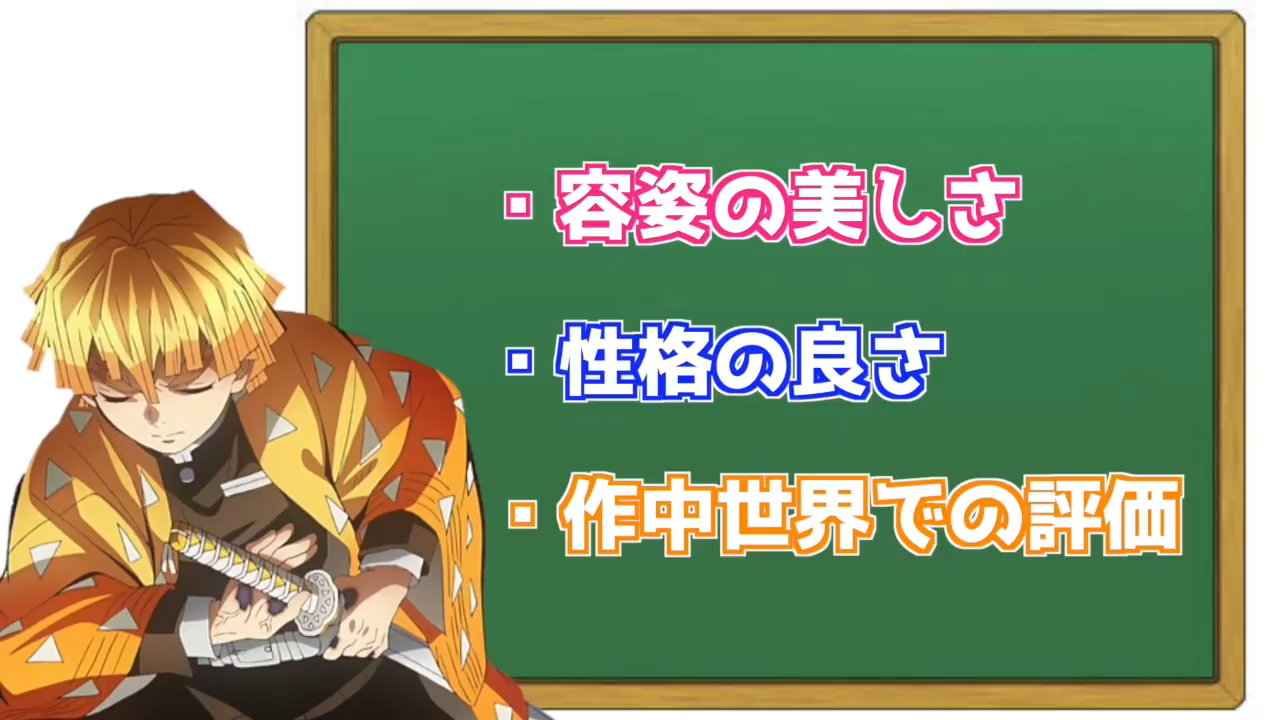 ・容姿の美しさ
・性格の良さ
・作中世界での評価